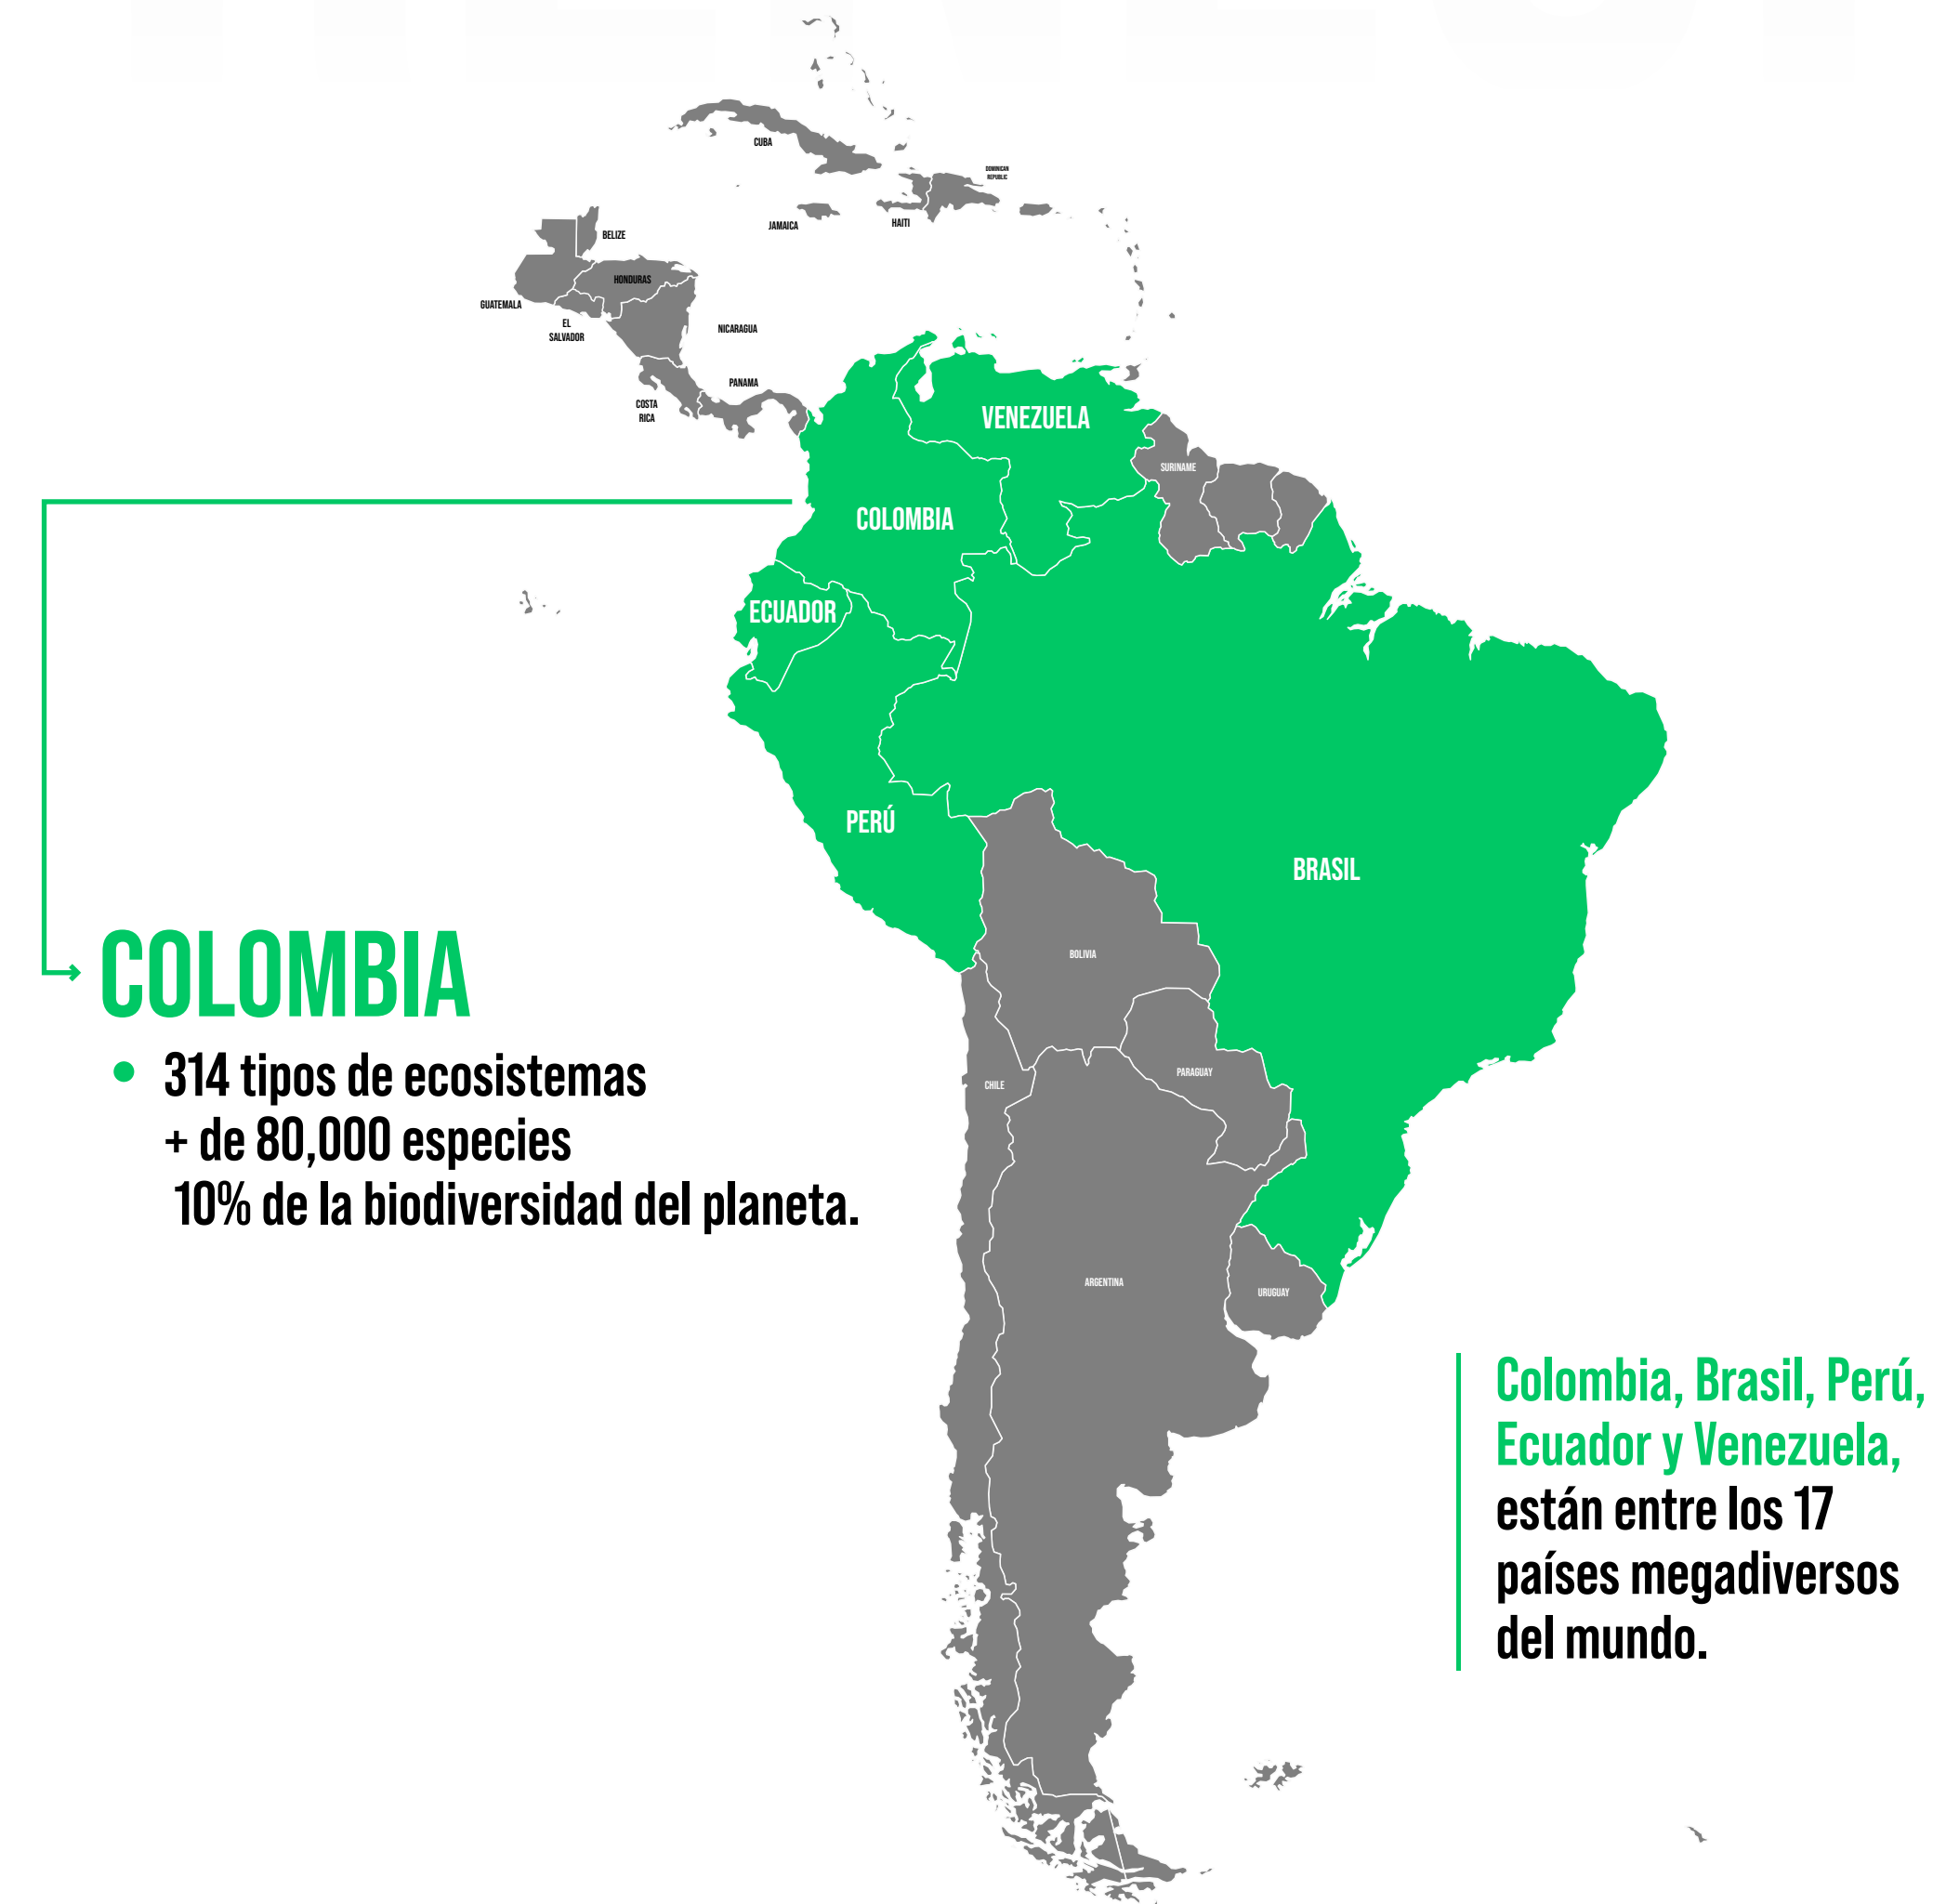 CUBA
DOMINICAN
REPUBLIC
JAMAICA
HAITI
BELIZE
HONDURAS
GUATEMALA
EL
SALVADOR
NICARAGUA
PANAMA
COSTA
RICA
VENEZUELA
SURINAME
COLOMBIA
ECUADOR
PERÚ
BRASIL
BOLIVIA
PARAGUAY
CHILE
ARGENTINA
URUGUAY
COLOMBIA
314 tipos de ecosistemas
+ de 80,000 especies
10% de la biodiversidad del planeta.
Colombia, Brasil, Perú,
Ecuador y Venezuela,
están entre los 17
países megadiversos
del mundo.